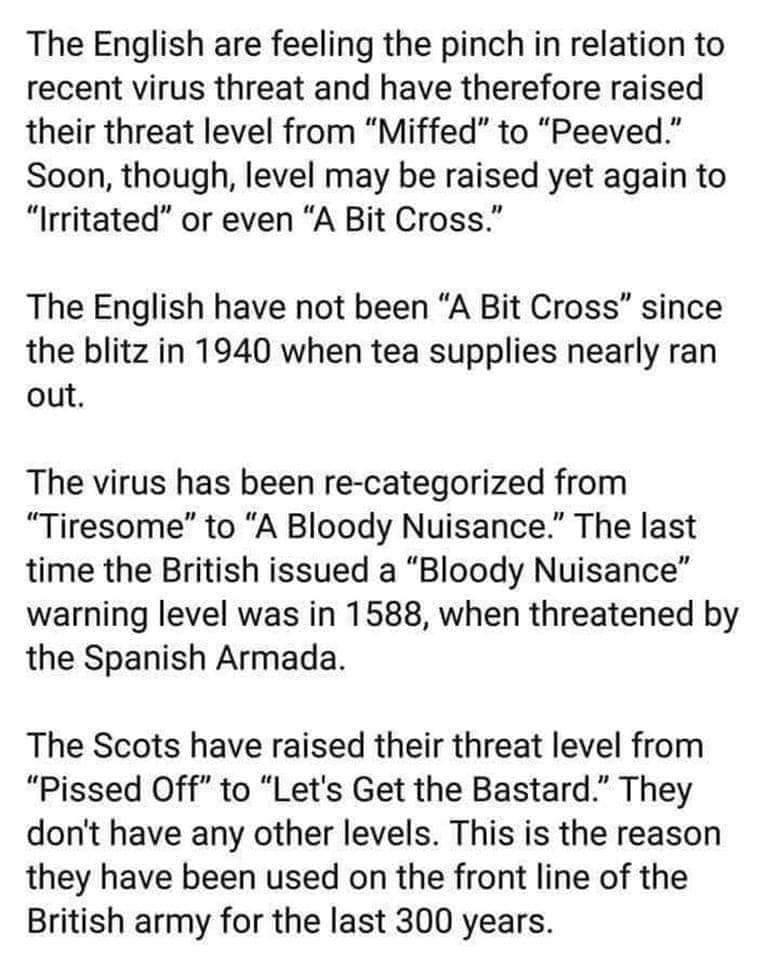 The English are feeling the pinch in relation to
recent virus threat and have therefore raised
their threat level from “Miffed” to “Peeved.”
Soon, though, level may be raised yet again to
“Irritated” or even “A Bit Cross.”
The English have not been “A Bit Cross” since
the blitz in 1940 when tea supplies nearly ran
out.
The virus has been re-categorized from
“Tiresome” to “A Bloody Nuisance.” The last
time the British issued a “Bloody Nuisance”
warning level was in 1588, when threatened by
the Spanish Armada.
The Scots have raised their threat level from
“Pissed Off” to “Let's Get the Bastard.” They
don't have any other levels. This is the reason
they have been used on the front line of the
British army for the last 300 years.